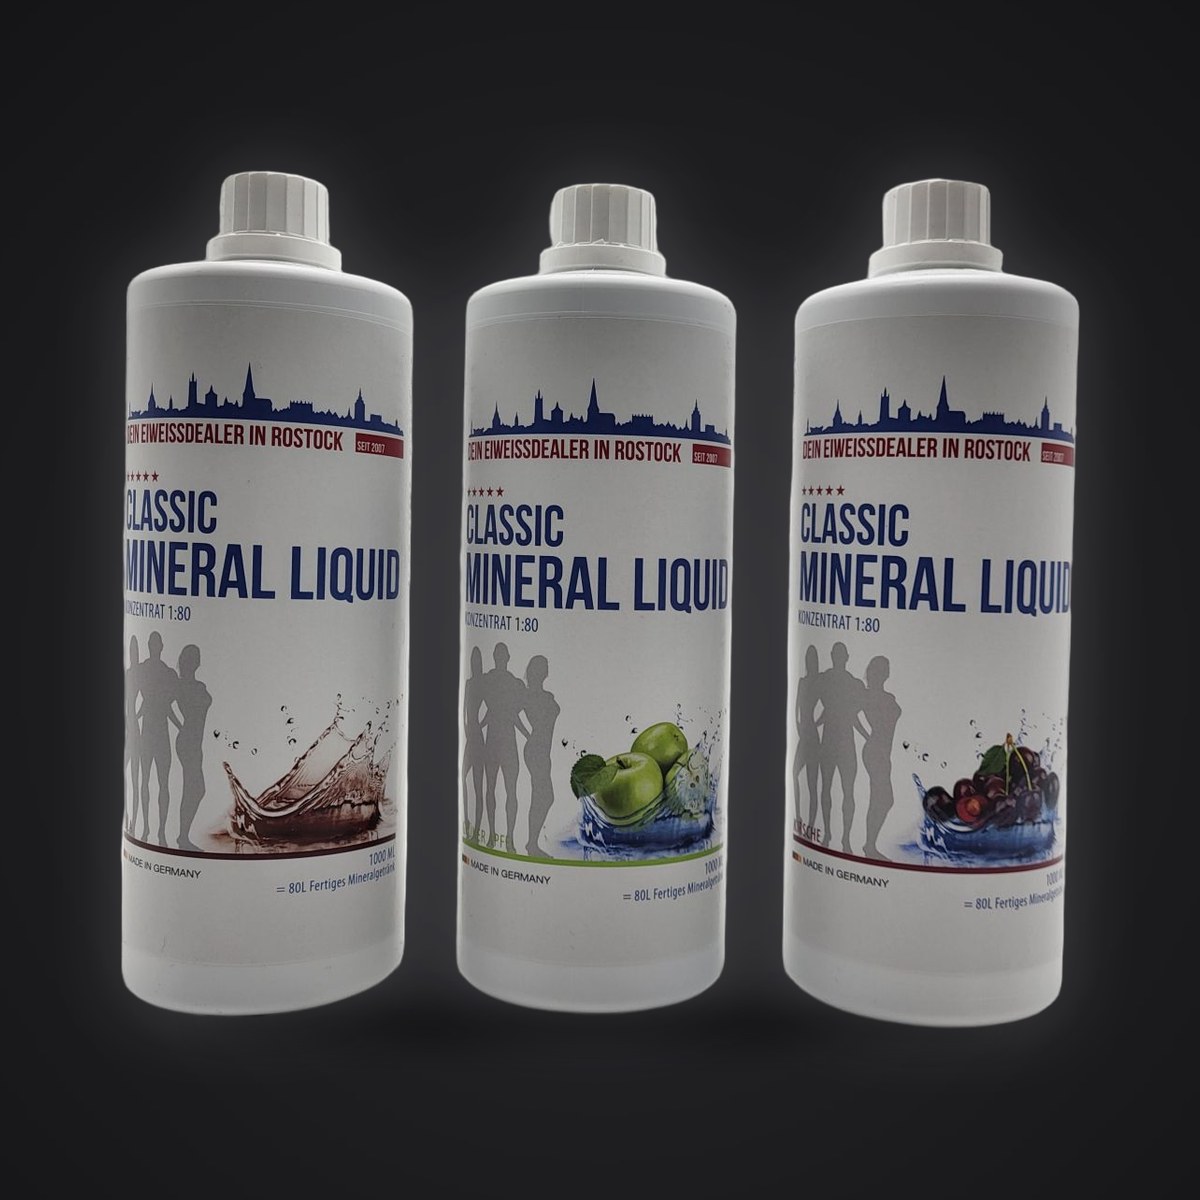 DEIN EIWEISSDEALER IN ROSTOCK SEIT 2007
CLASSIC
MINERAL LIQUID
KONZENTRAT 1:80
MADE IN GERMANY
1000 ML
= 80L Fertiges Mineralgetränk
DEIN EIWEISSDEALER IN ROSTOCK SEIT 2007
CLASSIC
MINERAL LIQUID
KONZENTRAT 1:80
MADE IN GERMANY
1000 ML
= 80L Fertiges Mineralgetränk
DEIN EIWEISSDEALER IN ROSTOCK SEIT 2007
CLASSIC
MINERAL LIQUID
KONZENTRAT 1:80
KIRSCHE
MADE IN GERMANY
1000 ML
= 80L Fertiges Mineralgetränk